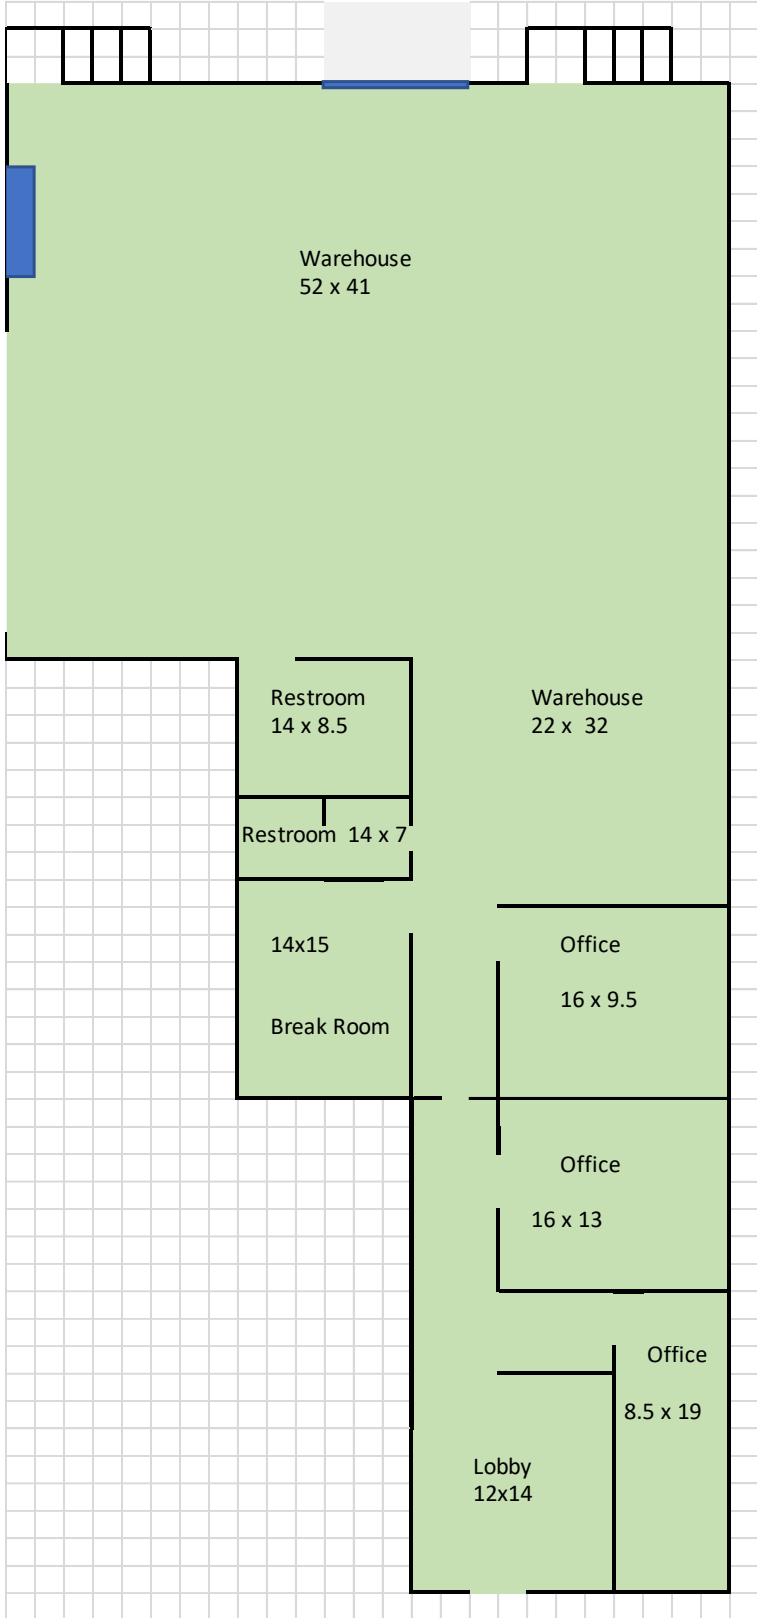 Warehouse
52 x 41
Restroom
14 x 8.5
Warehouse
22 x  32
Restroom  14 x 7
14x15
Break Room
Office
16 x 9.5
Office
16 x 13
Office
8.5 x 19
Lobby
12x14